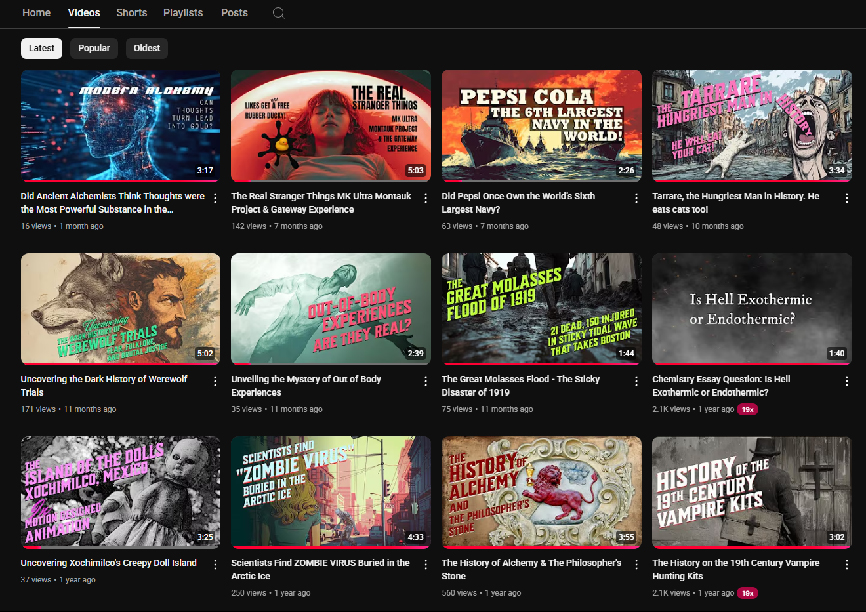 Home Videos Shorts Playlists Posts
Latest Popular Oldest
MODERN ALCHEMY
CAN
THOUGHTS
TURN LEAD
INTO GOLD?
3:17
LIKES GET A FREE
RUBBER DUCKY!
THE REAL
STRANGER THINGS
MK ULTRA
MONTAUK PROJECT
& THE GATEWAY
EXPERIENCE
5:03
PEPSI COLA
THE 6TH LARGEST
NAVY IN THE
WORLD!
2:26
THE TARRARE
HUNGRIEST MAN IN HISTORY
HE WILL EAT
YOUR CAT!
3:34
Did Ancient Alchemists Think Thoughts were
the Most Powerful Substance in the...
16 views • 1 month ago
The Real Stranger Things MK Ultra Montauk
Project & Gateway Experience
142 views • 7 months ago
Did Pepsi Once Own the World's Sixth
Largest Navy?
63 views • 7 months ago
Tarrare, the Hungriest Man in History. He
eats cats too!
48 views • 10 months ago
WEREWOLF TRIALS
5:02
OUT-OF-BODY
EXPERIENCES
ARE THEY REAL?
2:39
THE
GREAT MOLASSES
FLOOD OF 1919
21 DEAD, 150 INJURED
IN STICKY TIDAL WAVE
THAT TAKES BOSTON
1:44
Is Hell Exothermic
or Endothermic?
1:40
Uncovering the Dark History of Werewolf
Trials
171 views • 11 months ago
Unveiling the Mystery of Out of Body
Experiences
35 views • 11 months ago
The Great Molasses Flood - The Sticky
Disaster of 1919
75 views • 11 months ago
Chemistry Essay Question: Is Hell
Exothermic or Endothermic?
2.1K views • 1 year ago 19x
THE
ISLAND OF THE DOLLS
XOCHIMILCO, MEXICO
MOTION DESIGNED
ANIMATION
3:25
SCIENTISTS FIND
"ZOMBIE VIRUS"
BURIED IN THE
ARCTIC ICE
4:33
THE
HISTORY OF
ALCHEMY
AND
THE PHILOSOPHER'S
STONE
3:55
HISTORY OF THE
19TH CENTURY
VAMPIRE KITS
3:02
Uncovering Xochimilco's Creepy Doll Island
37 views • 1 year ago
Scientists Find ZOMBIE VIRUS Buried in the
Arctic Ice
250 views • 1 year ago
The History of Alchemy & The Philosopher's
Stone
560 views • 1 year ago
The History on the 19th Century Vampire
Hunting Kits
2.1K views • 1 year ago 18x